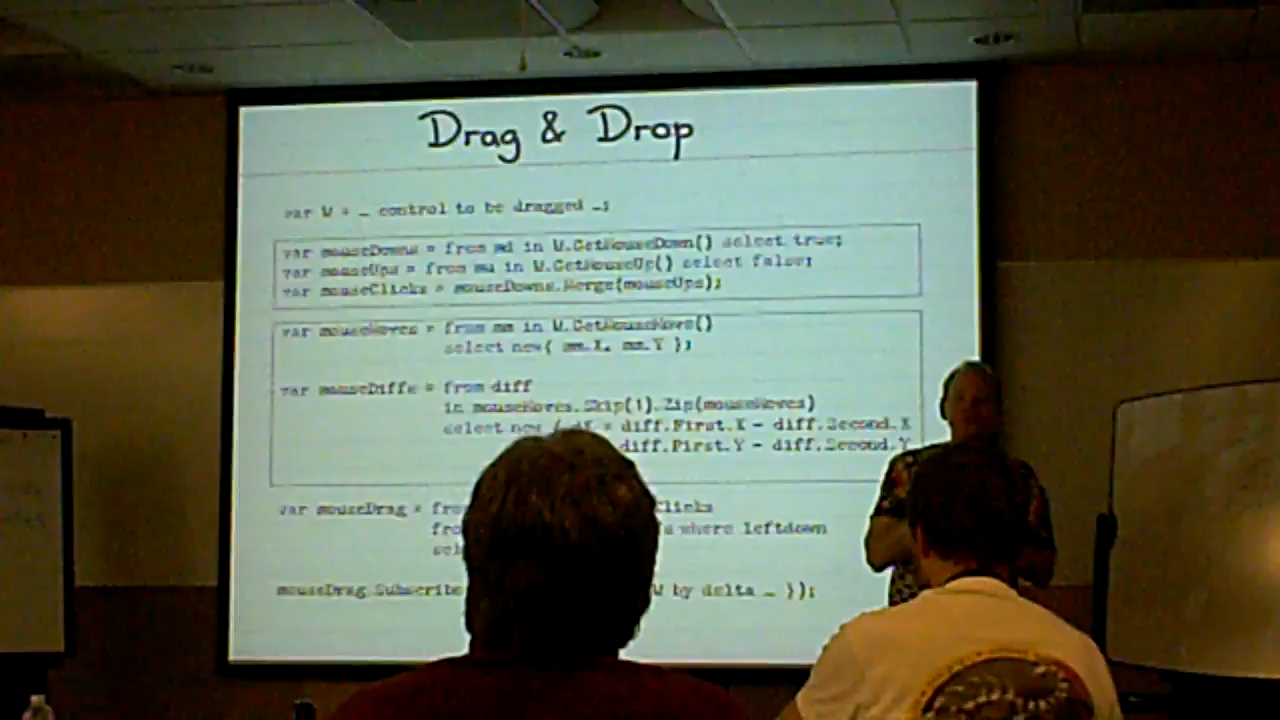 Drag & Drop
var W = … control to be dragged …;
var mouseDowns = from md in W.GetMouseDown() select true;
var mouseUps = from mu in W.GetMouseUp() select false;
var mouseClicks = mouseDowns.Merge(mouseUps);
var mouseMoves = from mm in W.GetMouseMove()
select new{ mm.X, mm.Y };
var mouseDiffs = from diff
in mouseMoves.Skip(1).Zip(mouseMoves)
select new { = diff.First.X - diff.Second.X
diff.First.Y - diff.Second.Y
var mouseDrag =
where leftdown
mouseDrag.Subscribe W by delta … });